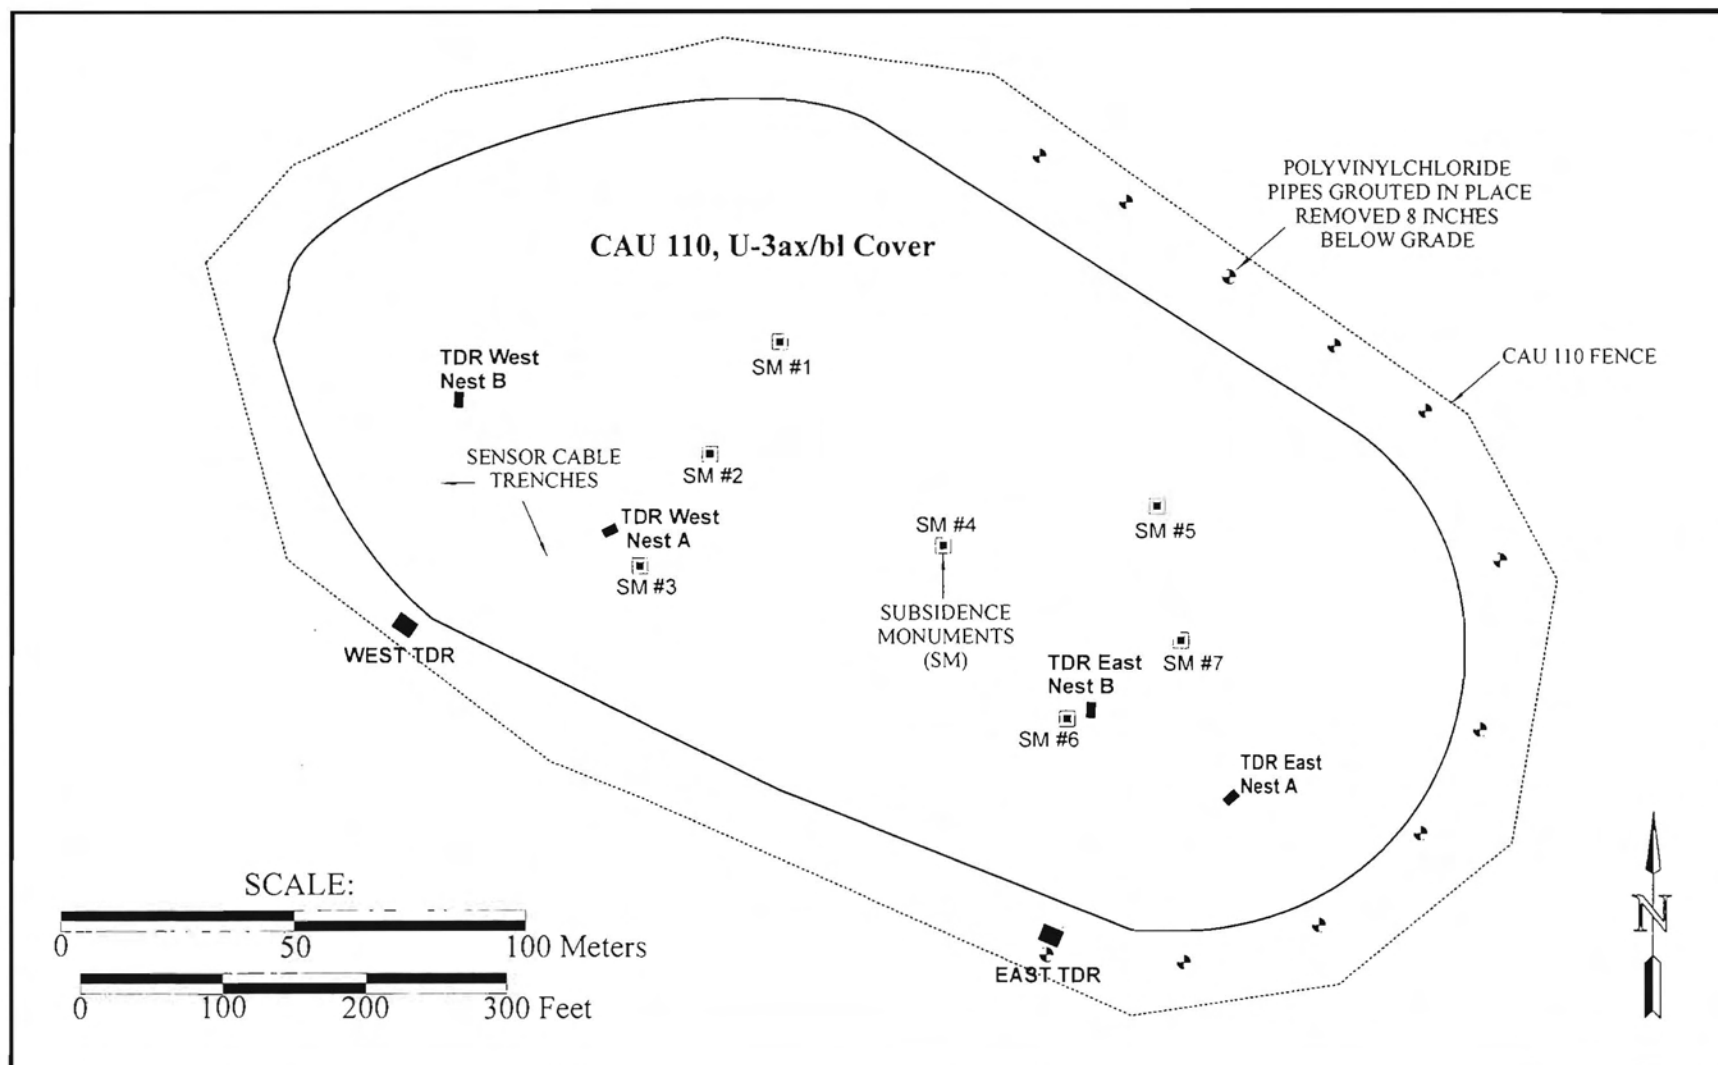 POLYVINYLCHLORIDE
PIPES GROUTED IN PLACE
REMOVED 8 INCHES
BELOW GRADE
CAU 110, U-3ax/bl Cover
CAU 110 FENCE
TDR West
Nest B
SM #1
SENSOR CABLE
TRENCHES
SM #2
TDR West
Nest A
SM #3
SM #4
SM #5
SUBSIDENCE
MONUMENTS
(SM)
WEST TDR
TDR East
Nest B
SM #7
SM #6
TDR East
Nest A
SCALE:
0 50 100 Meters
0 100 200 300 Feet
EAST TDR
N